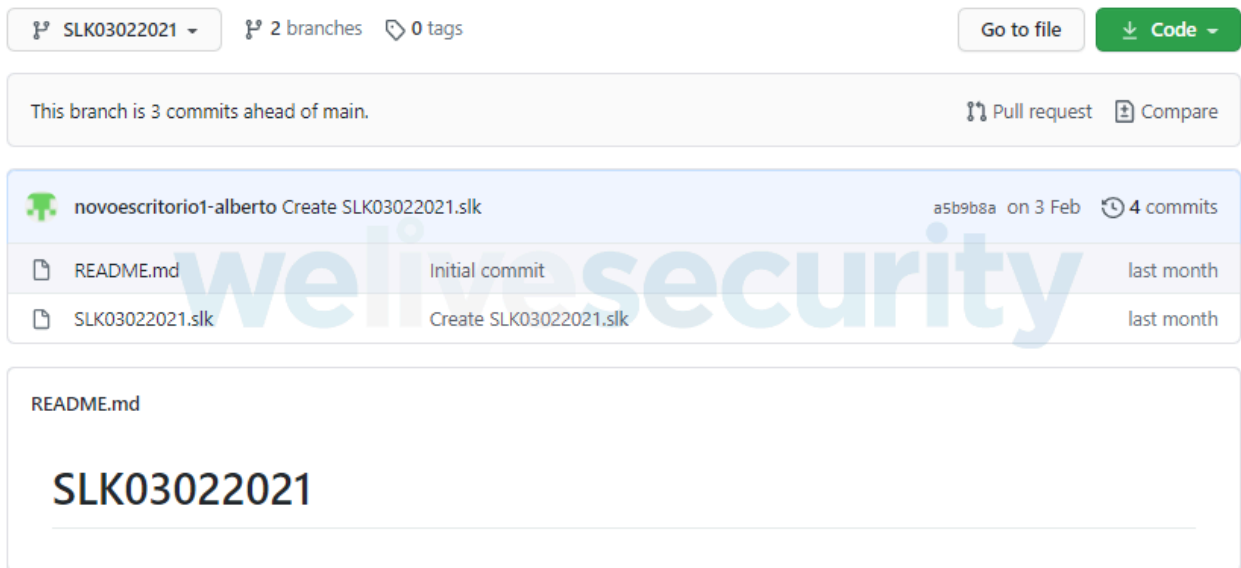 SLK03022021 2 branches 0 tags Go to file Code
This branch is 3 commits ahead of main. Pull request Compare
novoescritorio1-alberto Create SLK03022021.slk a5b9b8a on 3 Feb 4 commits
README.md Initial commit last month
SLK03022021.slk Create SLK03022021.slk last month
welivesecurity
README.md
SLK03022021